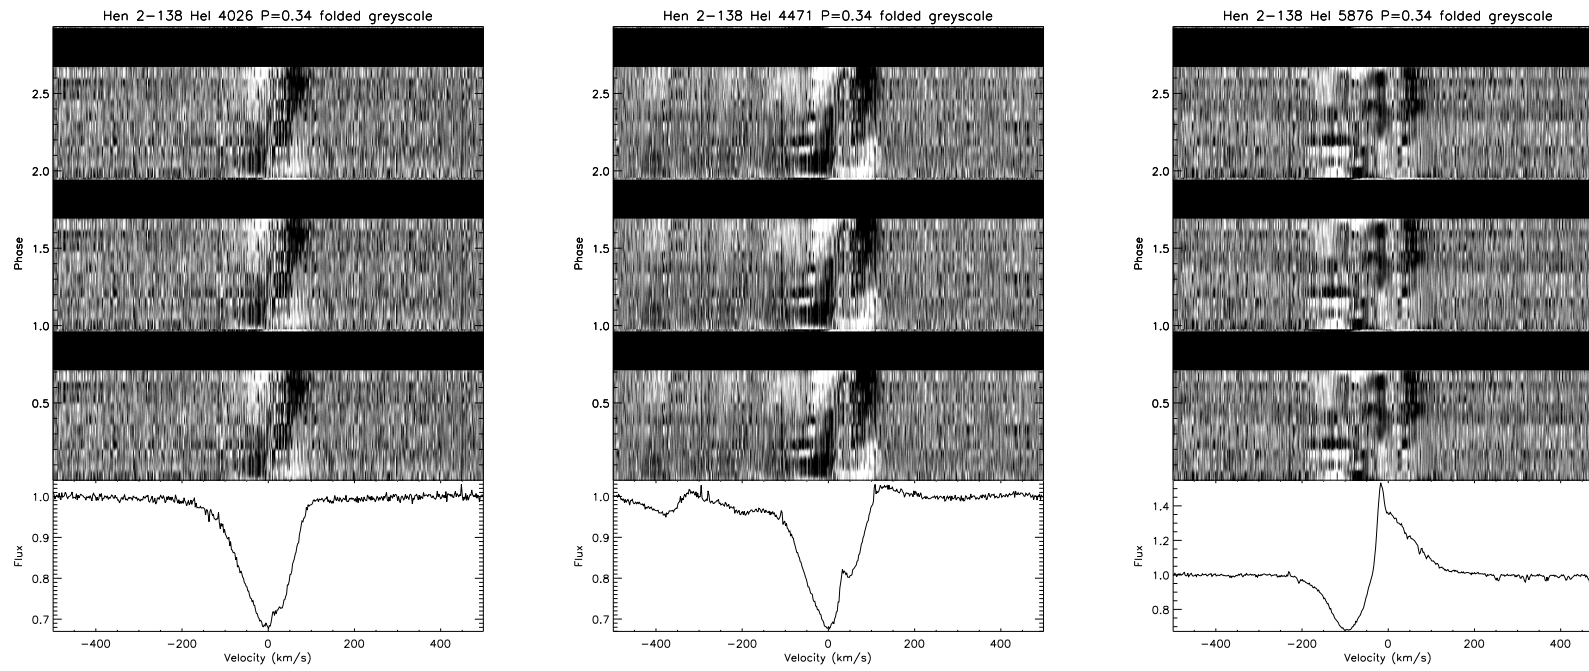 Hen 2-138 HeI 4026 P=0.34 folded greyscale
2.5
2.0
1.5
1.0
0.5
Phase
1.0
0.9
0.8
0.7
Flux
-400 -200 0 200 400
Velocity (km/s)
Hen 2-138 HeI 4471 P=0.34 folded greyscale
2.5
2.0
1.5
1.0
0.5
Phase
1.0
0.9
0.8
0.7
Flux
-400 -200 0 200 400
Velocity (km/s)
Hen 2-138 HeI 5876 P=0.34 folded greyscale
2.5
2.0
1.5
1.0
0.5
Phase
1.4
1.2
1.0
0.8
Flux
-400 -200 0 200 400
Velocity (km/s)